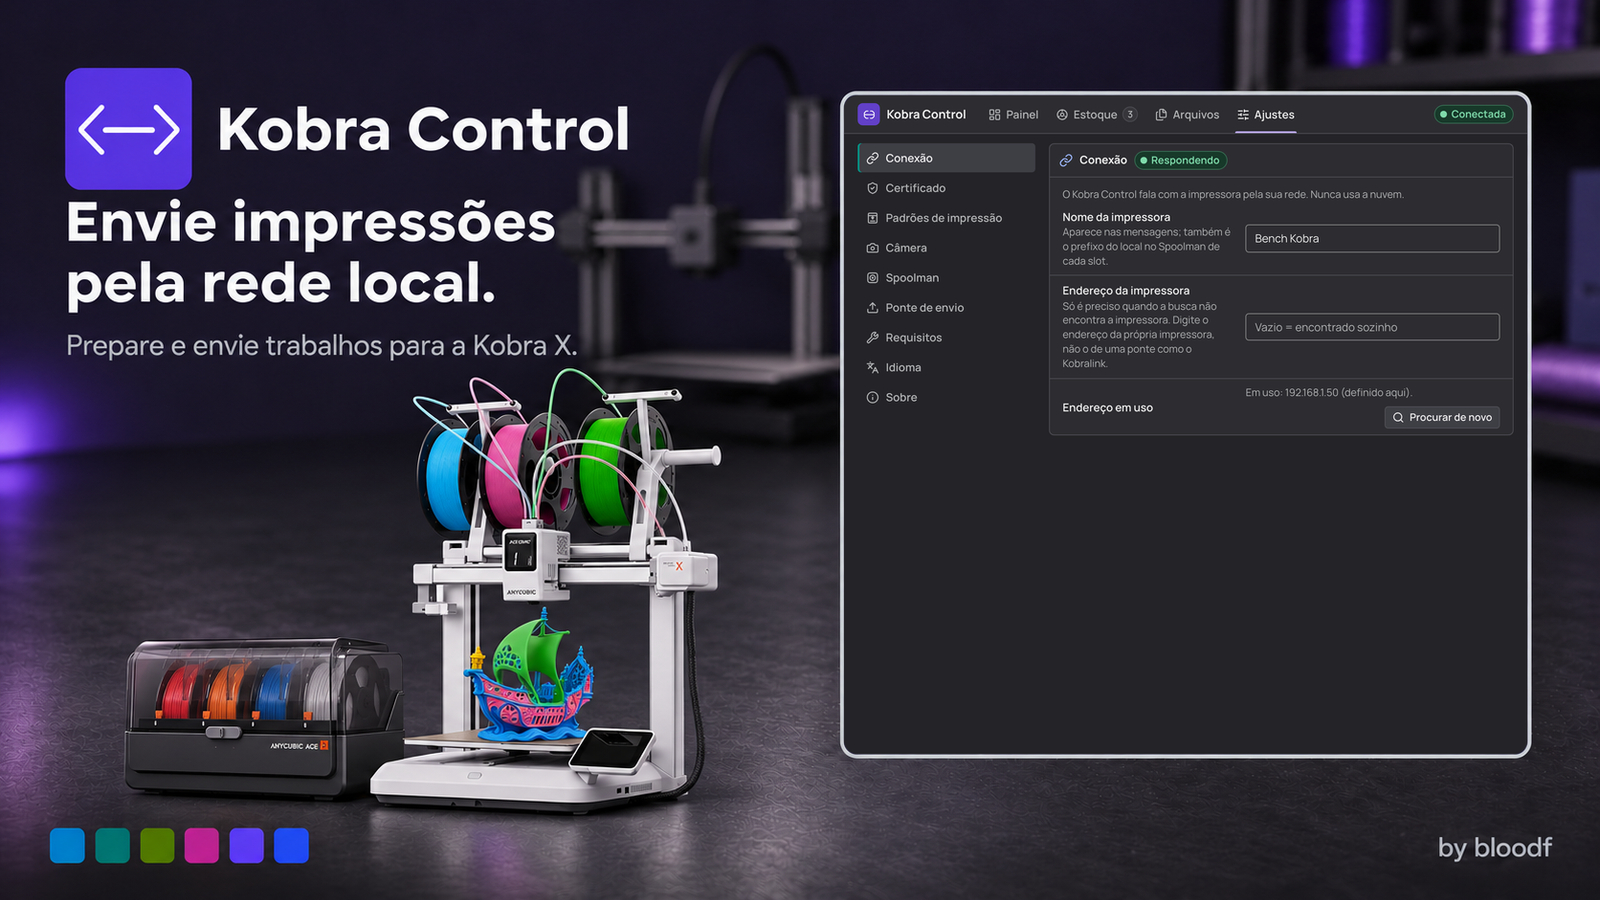 Kobra Control
Envie impressões
pela rede local.
Prepare e envie trabalhos para a Kobra X.
ANYCUBIC
X
ANYCUBIC ACE
Kobra Control
Painel
Estoque 3
Arquivos
Ajustes
Conectada
Conexão
Certificado
Padrões de impressão
Câmera
Spoolman
Ponte de envio
Requisitos
Idioma
Sobre
Conexão
Respondendo
O Kobra Control fala com a impressora pela sua rede. Nunca usa a nuvem.
Nome da impressora
Aparece nas mensagens; também é
o prefixo do local no Spoolman de
cada slot.
Bench Kobra
Endereço da impressora
Só é preciso quando a busca não
encontra a impressora. Digite o
endereço da própria impressora,
não o de uma ponte como o
Kobralink.
Vazio = encontrado sozinho
Endereço em uso
Em uso: 192.168.1.50 (definido aqui).
Procurar de novo
by bloodf